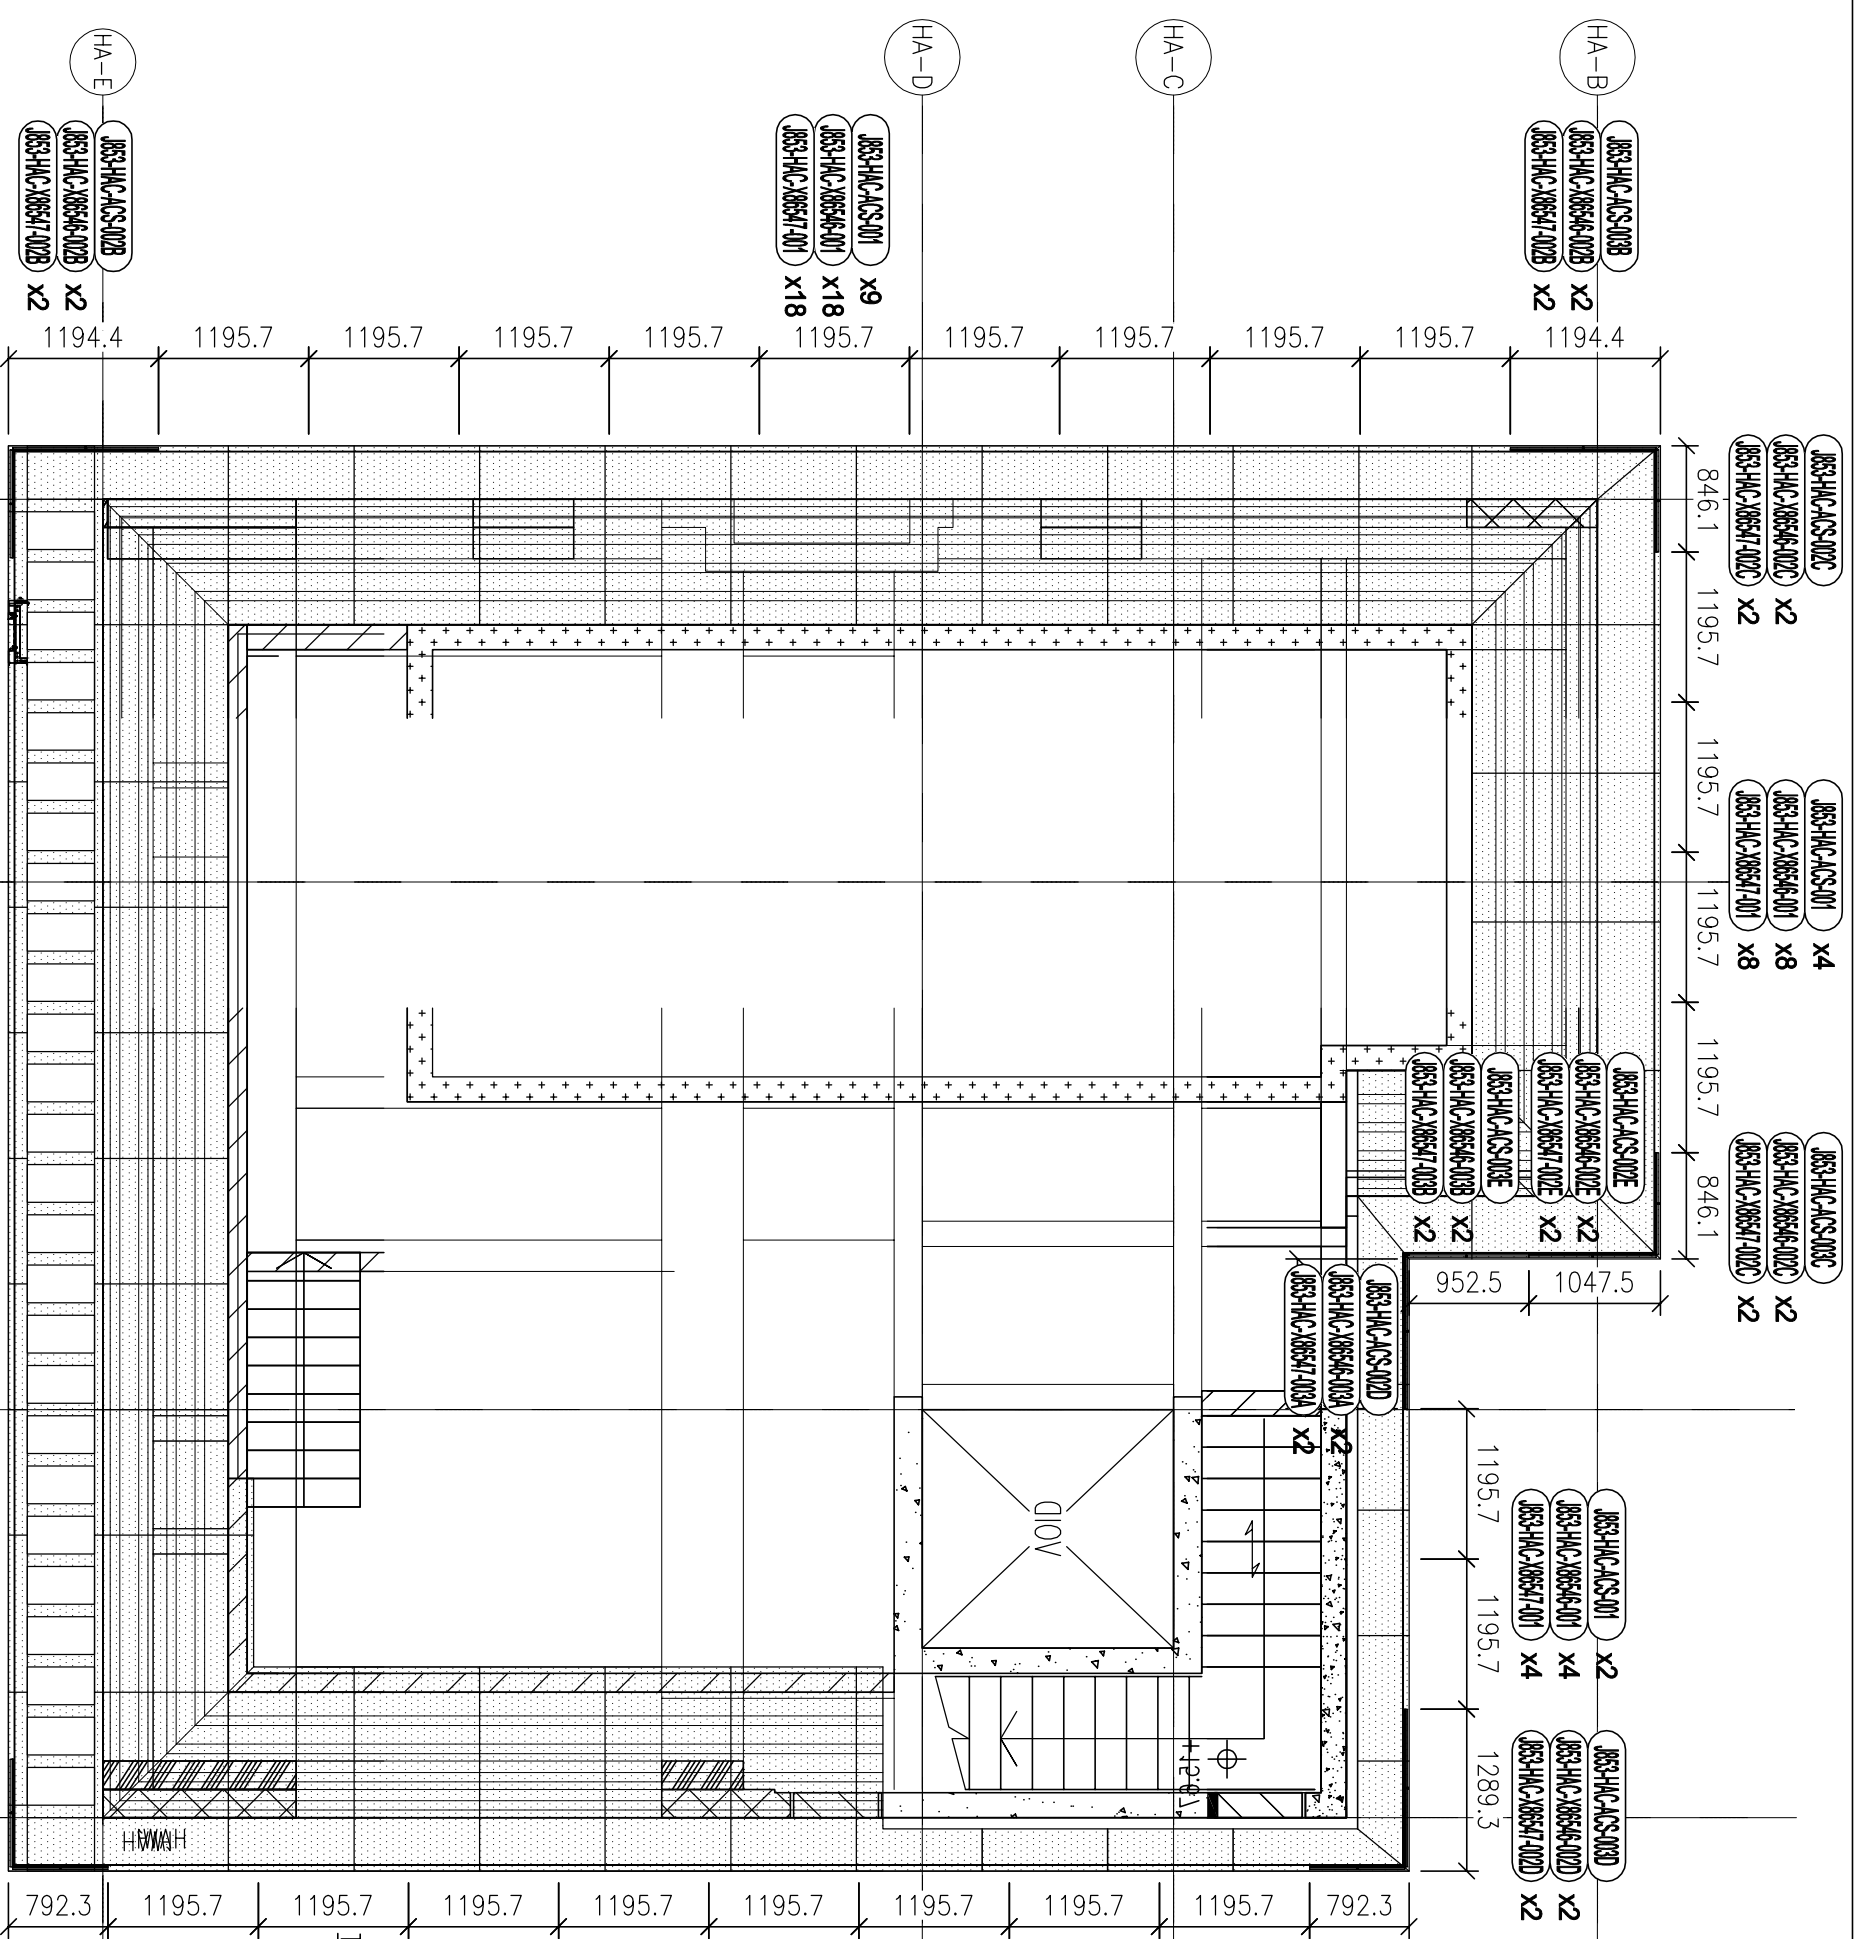 HA-E
HA-D
HA-C
HA-B
J853-HAC-ACS-002B
J853-HAC-X86546-002B x2
J853-HAC-X86547-002B x2
J853-HAC-ACS-001 x9
J853-HAC-X86546-001 x18
J853-HAC-X86547-001 x18
J853-HAC-ACS-003B
J853-HAC-X86546-002B x2
J853-HAC-X86547-002B x2
1194.4
1195.7
1195.7
1195.7
1195.7
1195.7
1195.7
1195.7
1195.7
1195.7
1194.4
J853-HAC-ACS-002C
J853-HAC-X86546-002C x2
J853-HAC-X86547-002C x2
846.1
1195.7
1195.7
1195.7
1195.7
846.1
J853-HAC-ACS-001 x4
J853-HAC-X86546-001 x8
J853-HAC-X86547-001 x8
J853-HAC-ACS-003C
J853-HAC-X86546-002C x2
J853-HAC-X86547-002C x2
J853-HAC-ACS-002E
J853-HAC-X86546-002E x2
J853-HAC-X86547-002E x2
J853-HAC-ACS-003E
J853-HAC-X86546-003B x2
J853-HAC-X86547-003B x2
952.5
1047.5
J853-HAC-ACS-002D
J853-HAC-X86546-003A x2
J853-HAC-X86547-003A x2
1195.7
1195.7
1289.3
J853-HAC-ACS-001 x2
J853-HAC-X86546-001 x4
J853-HAC-X86547-001 x4
J853-HAC-ACS-003D
J853-HAC-X86546-002D x2
J853-HAC-X86547-002D x2
VOID
792.3
1195.7
1195.7
1195.7
1195.7
1195.7
1195.7
1195.7
1195.7
792.3